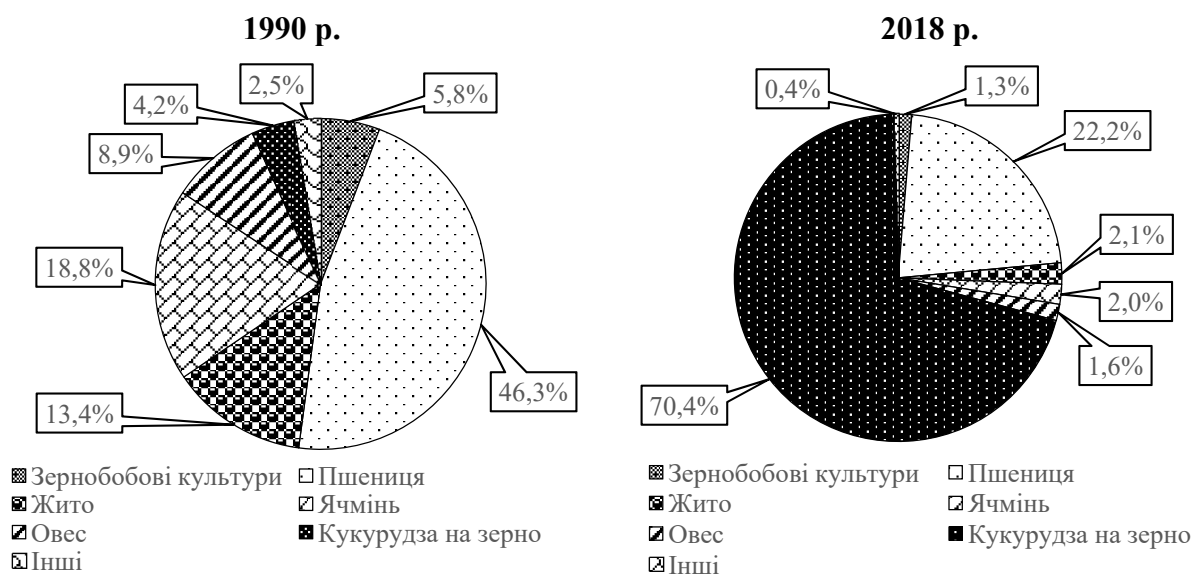 1990 р.
2,5%
5,8%
4,2%
8,9%
18,8%
13,4%
46,3%
Зернобобові культури
Пшениця
Жито
Ячмінь
Овес
Кукурудза на зерно
Інші
2018 р.
0,4%
1,3%
22,2%
2,1%
2,0%
1,6%
70,4%
Зернобобові культури
Пшениця
Жито
Ячмінь
Овес
Кукурудза на зерно
Інші